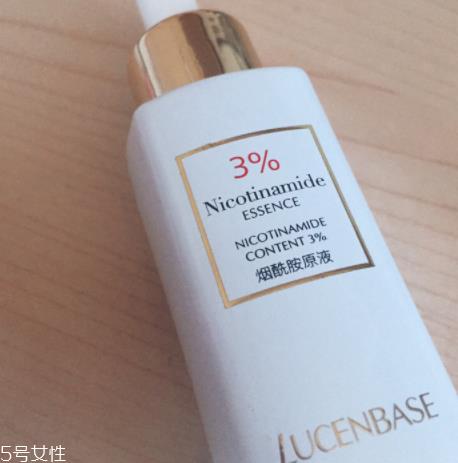 3%
Nicotinamide
ESSENCE
NICOTINAMIDE
CONTENT 3%
烟酰胺原液
LUCENBASE
5号女性